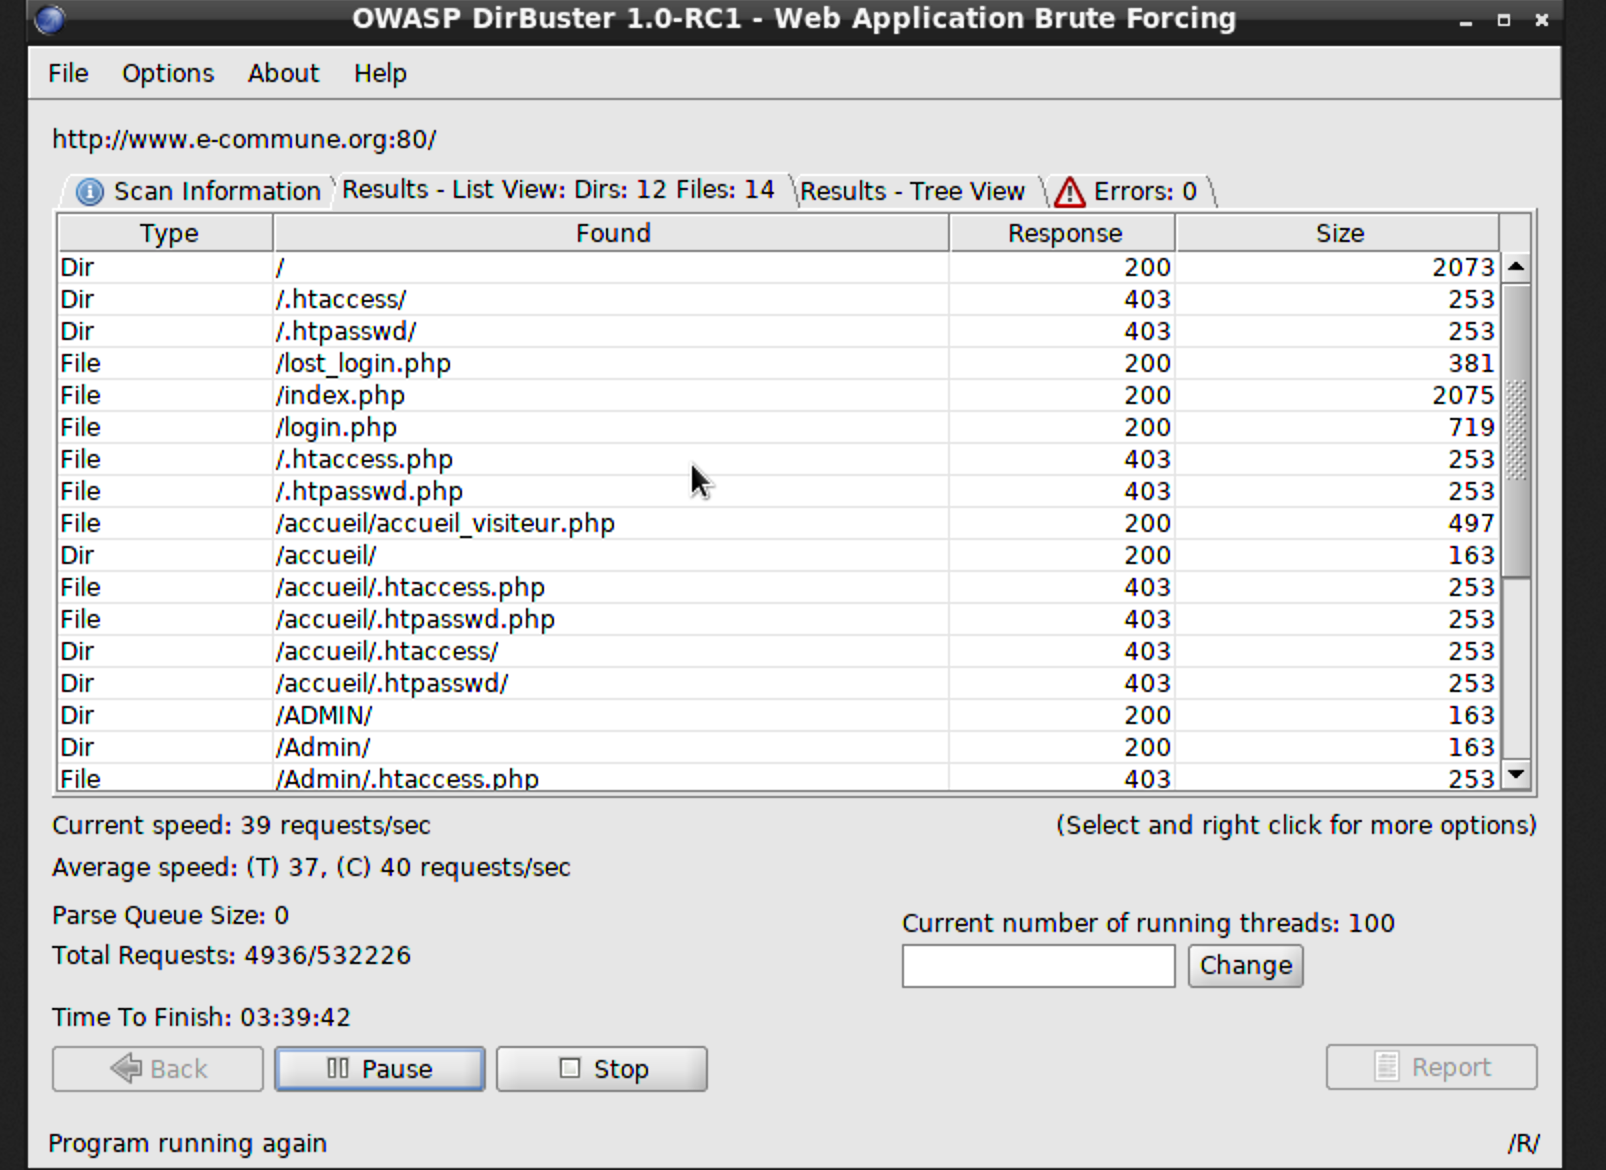 OWASP DirBuster 1.0-RC1 - Web Application Brute Forcing
File Options About Help
http://www.e-commune.org:80/
Scan Information Results - List View: Dirs: 12 Files: 14 Results - Tree View Errors: 0
Type Found Response Size
Dir / 200 2073
Dir /.htaccess/ 403 253
Dir /.htpasswd/ 403 253
File /lost_login.php 200 381
File /index.php 200 2075
File /login.php 200 719
File /.htaccess.php 403 253
File /.htpasswd.php 403 253
File /accueil/accueil_visiteur.php 200 497
Dir /accueil/ 200 163
File /accueil/.htaccess.php 403 253
File /accueil/.htpasswd.php 403 253
Dir /accueil/.htaccess/ 403 253
Dir /accueil/.htpasswd/ 403 253
Dir /ADMIN/ 200 163
Dir /Admin/ 200 163
File /Admin/.htaccess.php 403 253
Current speed: 39 requests/sec (Select and right click for more options)
Average speed: (T) 37, (C) 40 requests/sec
Parse Queue Size: 0
Current number of running threads: 100
Total Requests: 4936/532226
Change
Time To Finish: 03:39:42
Back Pause Stop Report
Program running again /R/